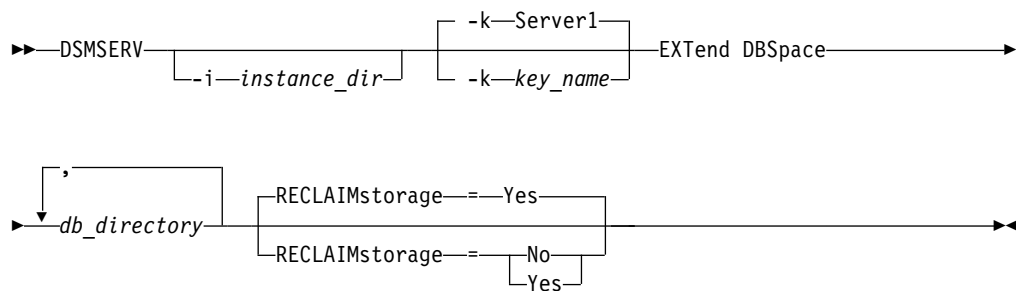 -k Server1
DSMSERV EXTend DBSpace
-i instance_dir -k key_name
,
RECLAIMstorage = Yes
db_directory
RECLAIMstorage = No
Yes